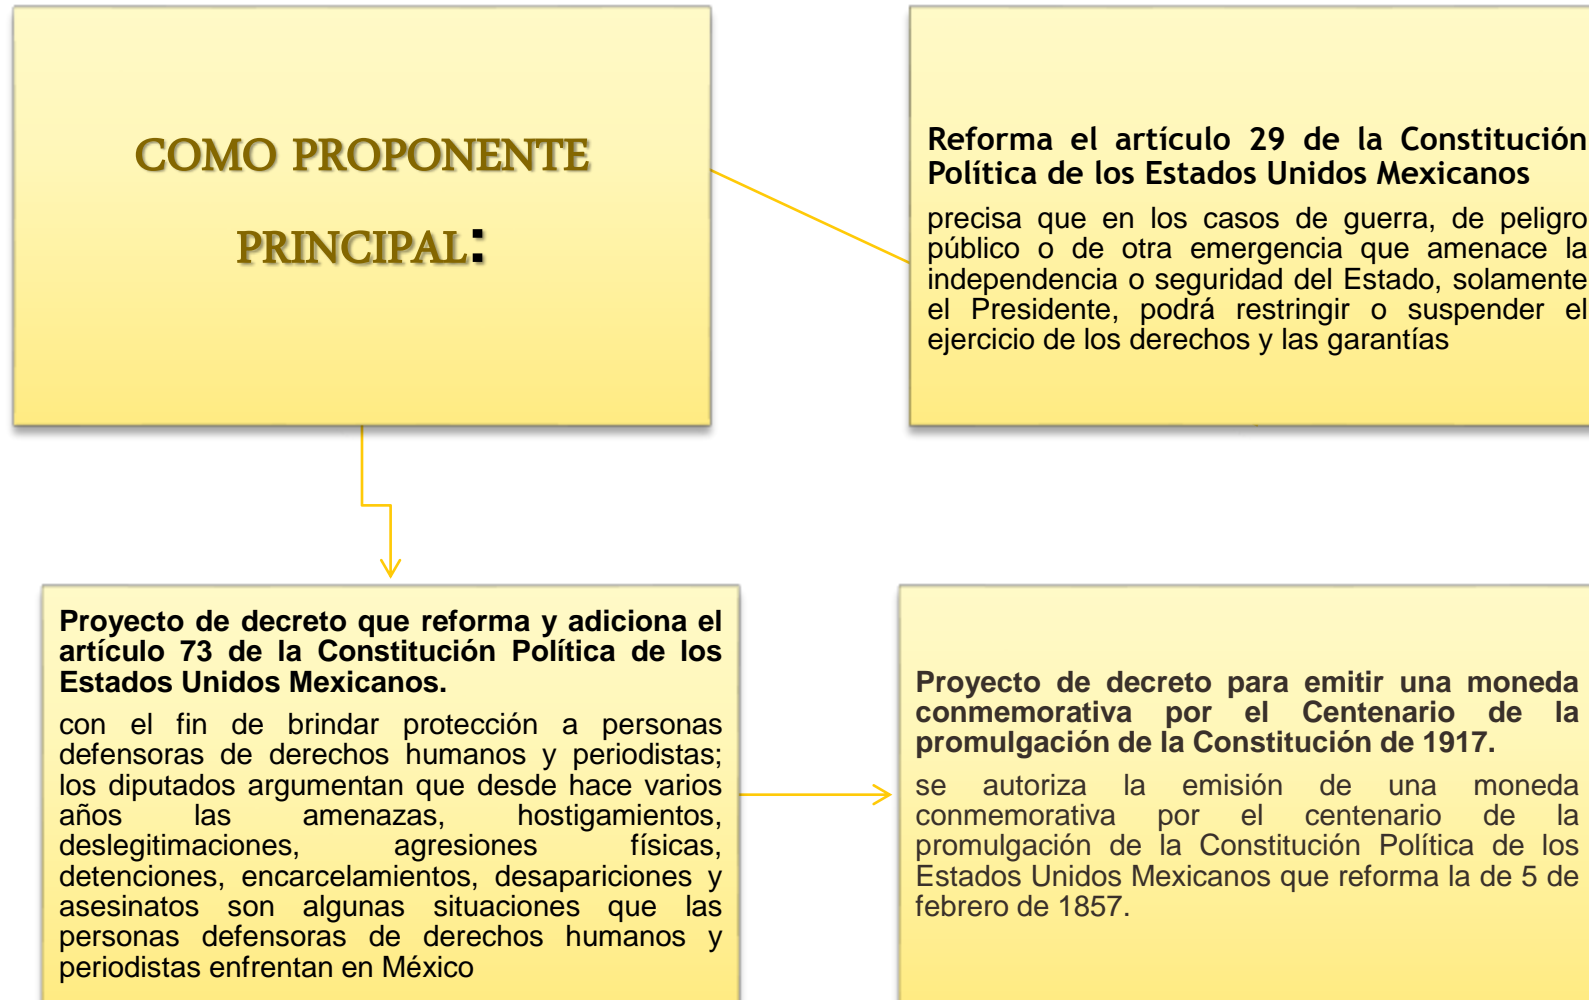 COMO PROPONENTE
PRINCIPAL:
Reforma el artículo 29 de la Constitución
Política de los Estados Unidos Mexicanos
precisa que en los casos de guerra, de peligro
público o de otra emergencia que amenace la
independencia o seguridad del Estado, solamente
el Presidente, podrá restringir o suspender el
ejercicio de los derechos y las garantías
Proyecto de decreto que reforma y adiciona el
artículo 73 de la Constitución Política de los
Estados Unidos Mexicanos.
con el fin de brindar protección a personas
defensoras de derechos humanos y periodistas;
los diputados argumentan que desde hace varios
años las amenazas, hostigamientos,
deslegitimaciones, agresiones físicas,
detenciones, encarcelamientos, desapariciones y
asesinatos son algunas situaciones que las
personas defensoras de derechos humanos y
periodistas enfrentan en México
Proyecto de decreto para emitir una moneda
conmemorativa por el Centenario de la
promulgación de la Constitución de 1917.
se autoriza la emisión de una moneda
conmemorativa por el centenario de la
promulgación de la Constitución Política de los
Estados Unidos Mexicanos que reforma la de 5 de
febrero de 1857.